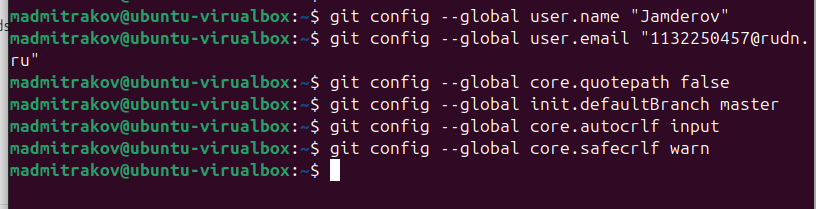 madmitrakov@ubuntu-virualbox:~$ git config --global user.name "Jamderov"
madmitrakov@ubuntu-virualbox:~$ git config --global user.email "1132250457@rudn.
ru"
madmitrakov@ubuntu-virualbox:~$ git config --global core.quotepath false
madmitrakov@ubuntu-virualbox:~$ git config --global init.defaultBranch master
madmitrakov@ubuntu-virualbox:~$ git config --global core.autocrlf input
madmitrakov@ubuntu-virualbox:~$ git config --global core.safecrlf warn
madmitrakov@ubuntu-virualbox:~$